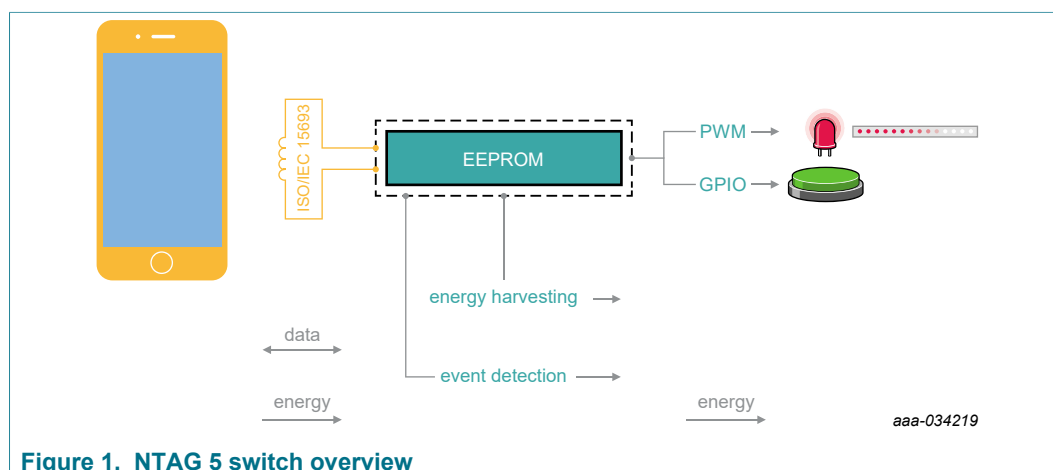 ISO/IEC 15693
EEPROM
PWM
GPIO
energy harvesting
data
event detection
energy
energy
aaa-034219
Figure 1. NTAG 5 switch overview